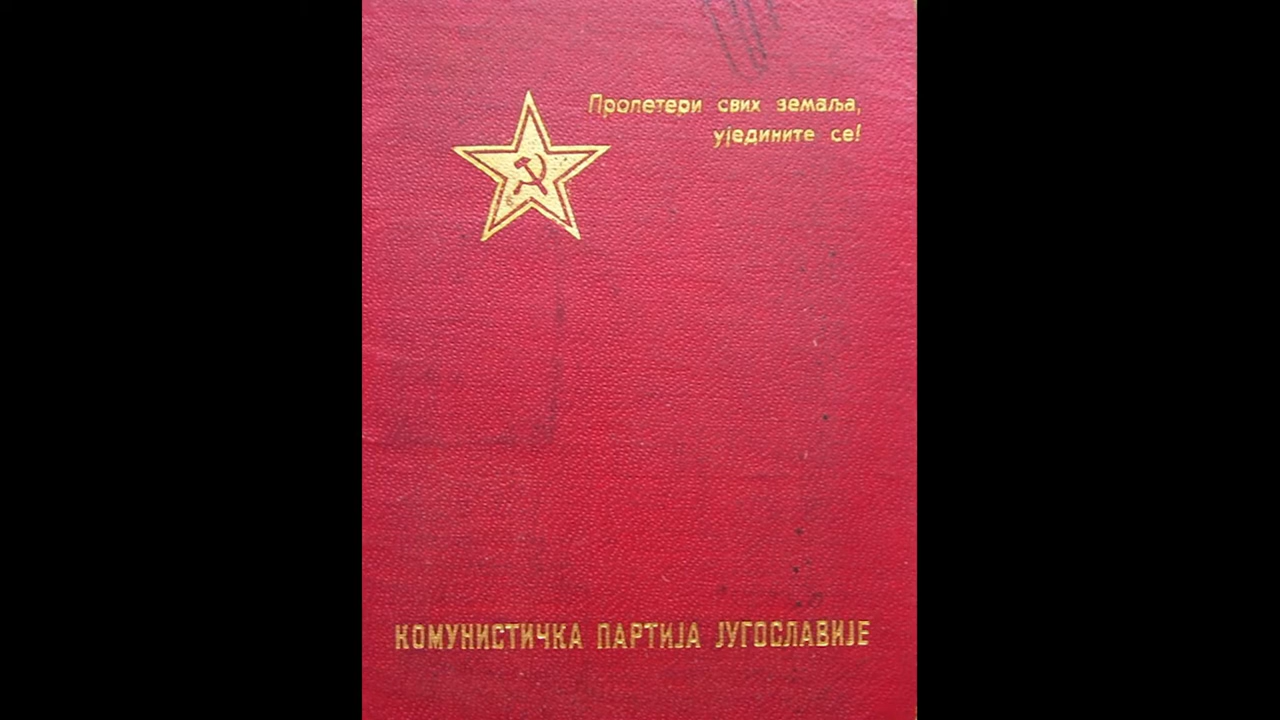 Пролетери свих земаља,
уједините се!
КОМУНИСТИЧКА ПАРТИЈА ЈУГОСЛАВИЈЕ